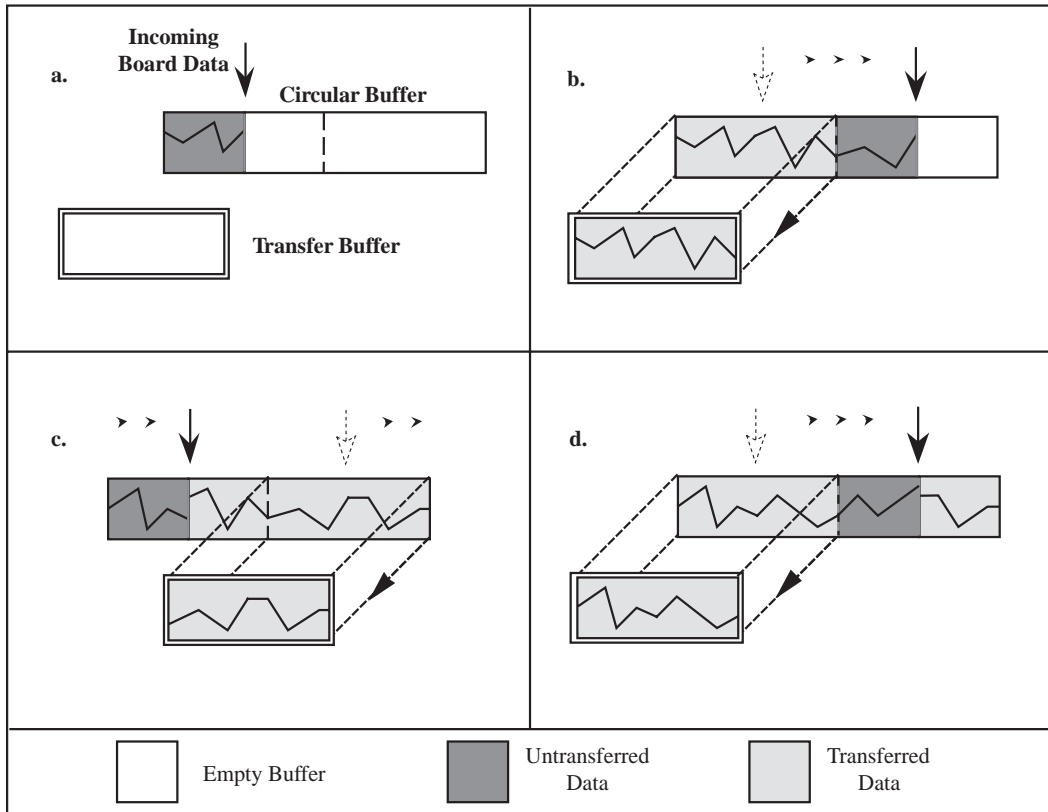 a.
Incoming
Board Data
Circular Buffer
Transfer Buffer
b.
c.
d.
Empty Buffer
Untransferred
Data
Transferred
Data